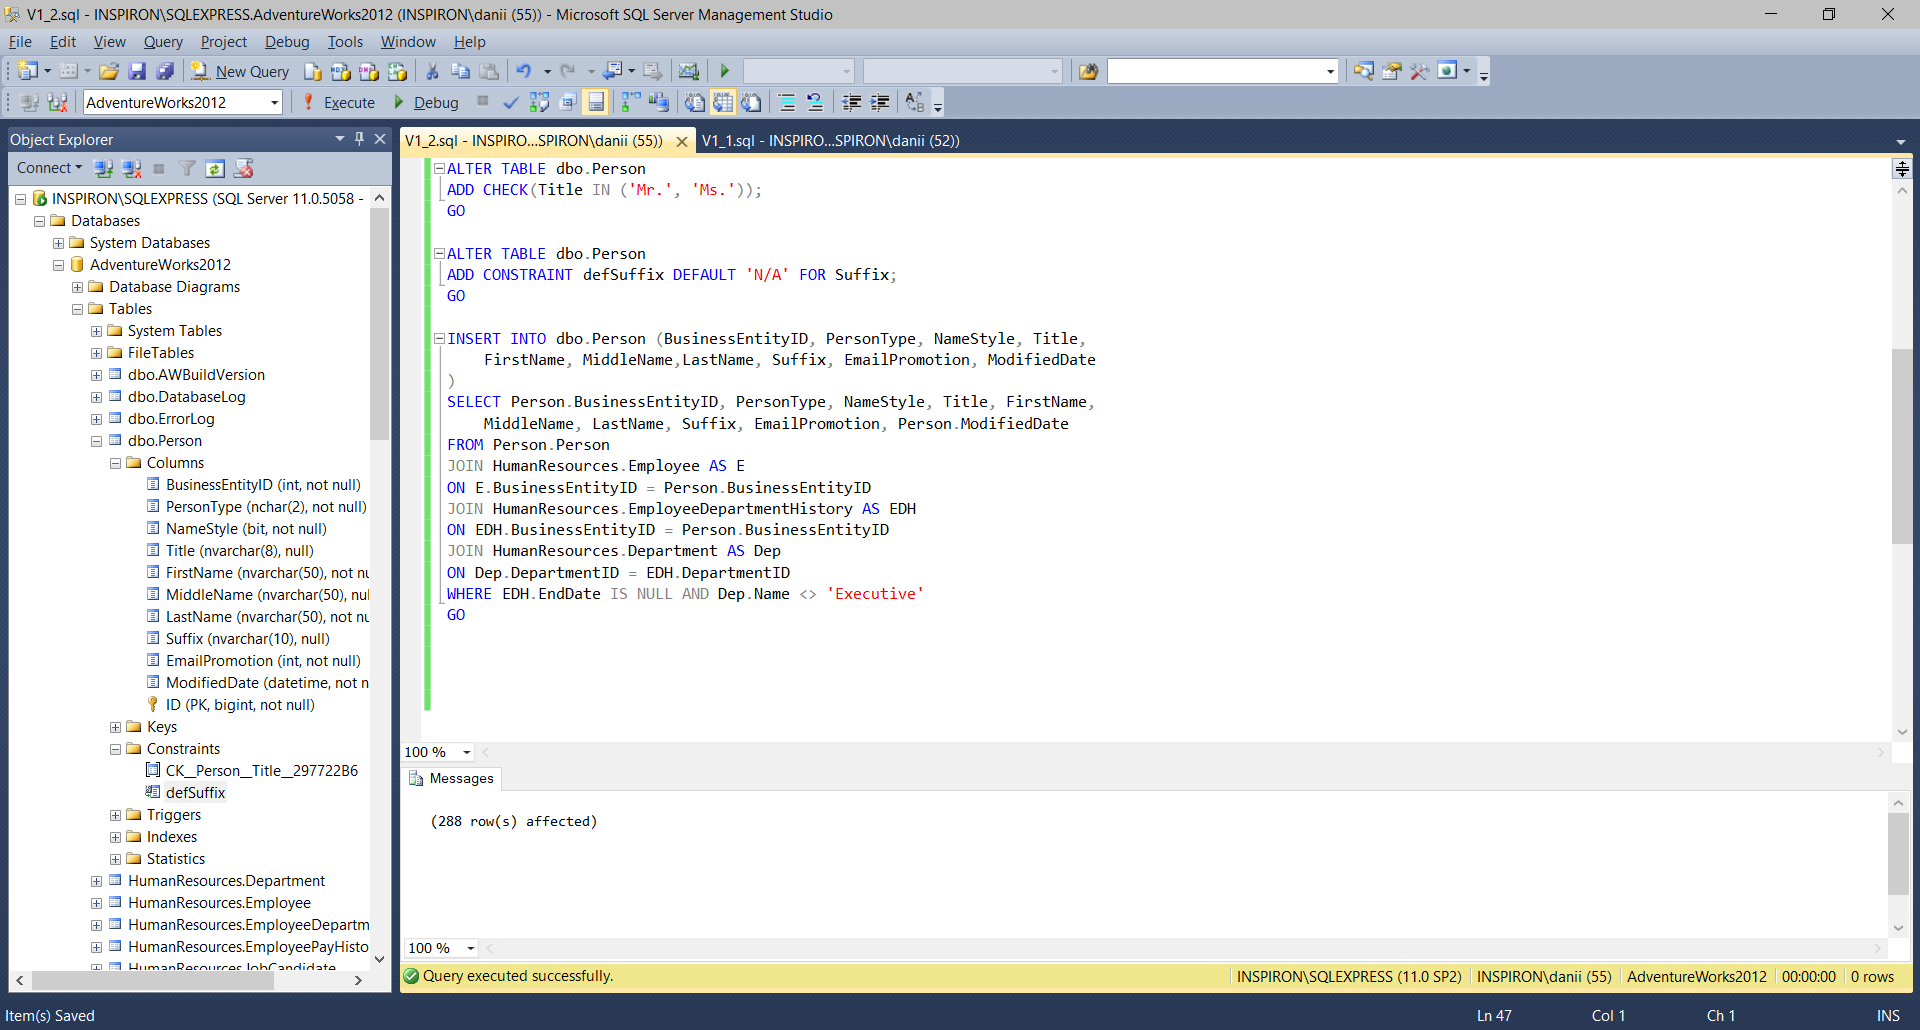 V1_2.sql - INSPIRON\SQLEXPRESS.AdventureWorks2012 (INSPIRON\danii (55)) - Microsoft SQL Server Management Studio
File Edit View Query Project Debug Tools Window Help
New Query
AdventureWorks2012 Execute Debug
Object Explorer
Connect
INSPIRON\SQLEXPRESS (SQL Server 11.0.5058 -
Databases
System Databases
AdventureWorks2012
Database Diagrams
Tables
System Tables
FileTables
dbo.AWBuildVersion
dbo.DatabaseLog
dbo.ErrorLog
dbo.Person
Columns
BusinessEntityID (int, not null)
PersonType (nchar(2), not null)
NameStyle (bit, not null)
Title (nvarchar(8), null)
FirstName (nvarchar(50), not nu
MiddleName (nvarchar(50), nul
LastName (nvarchar(50), not nu
Suffix (nvarchar(10), null)
EmailPromotion (int, not null)
ModifiedDate (datetime, not n
ID (PK, bigint, not null)
Keys
Constraints
CK__Person__Title__297722B6
defSuffix
Triggers
Indexes
Statistics
HumanResources.Department
HumanResources.Employee
HumanResources.EmployeeDepartm
HumanResources.EmployeePayHisto
HumanResources.JobCandidate
V1_2.sql - INSPIRO...SPIRON\danii (55)) V1_1.sql - INSPIRO...SPIRON\danii (52))
ALTER TABLE dbo.Person
ADD CHECK(Title IN ('Mr.', 'Ms.'));
GO
ALTER TABLE dbo.Person
ADD CONSTRAINT defSuffix DEFAULT 'N/A' FOR Suffix;
GO
INSERT INTO dbo.Person (BusinessEntityID, PersonType, NameStyle, Title,
FirstName, MiddleName,LastName, Suffix, EmailPromotion, ModifiedDate
)
SELECT Person.BusinessEntityID, PersonType, NameStyle, Title, FirstName,
MiddleName, LastName, Suffix, EmailPromotion, Person.ModifiedDate
FROM Person.Person
JOIN HumanResources.Employee AS E
ON E.BusinessEntityID = Person.BusinessEntityID
JOIN HumanResources.EmployeeDepartmentHistory AS EDH
ON EDH.BusinessEntityID = Person.BusinessEntityID
JOIN HumanResources.Department AS Dep
ON Dep.DepartmentID = EDH.DepartmentID
WHERE EDH.EndDate IS NULL AND Dep.Name <> 'Executive'
GO
100 %
Messages
(288 row(s) affected)
100 %
Query executed successfully. INSPIRON\SQLEXPRESS (11.0 SP2) INSPIRON\danii (55) AdventureWorks2012 00:00:00 0 rows
Item(s) Saved Ln 47 Col 1 Ch 1 INS